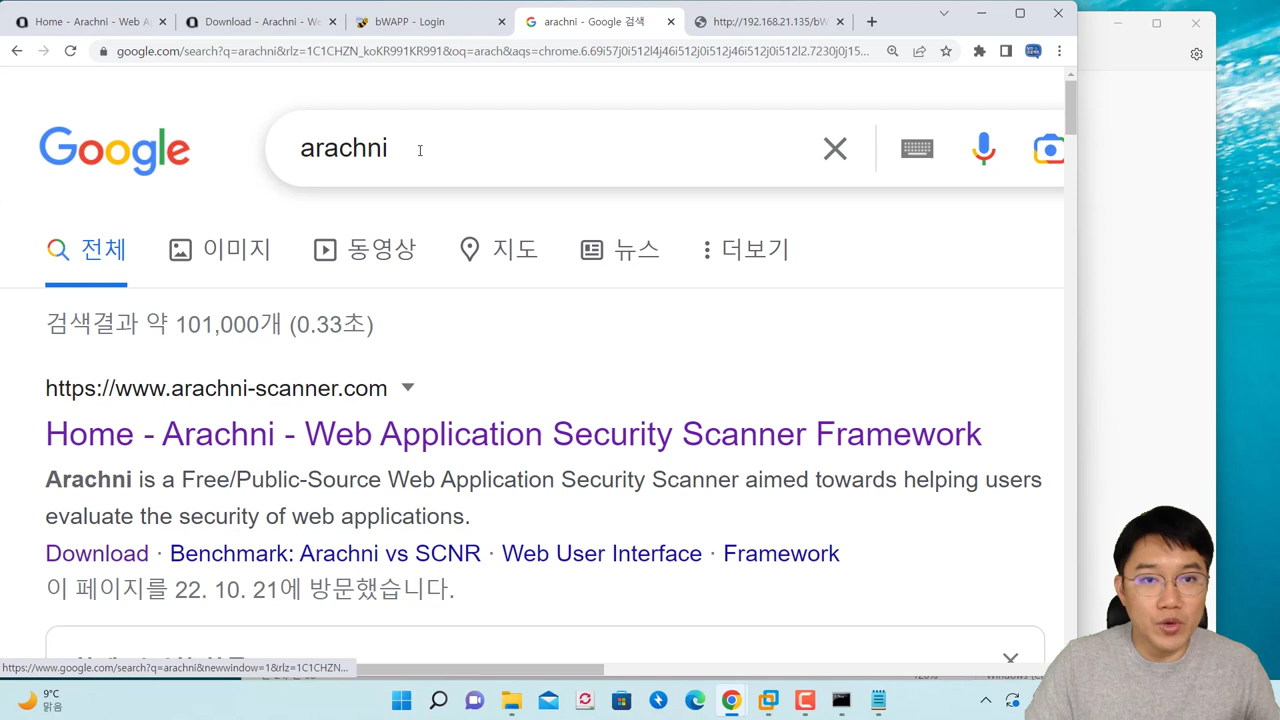 Home - Arachni - Web A
Download - Arachni - We
bWAPP - Login
arachni - Google 검색
http://192.168.21.135/bW
google.com/search?q=arachni&rlz=1C1CHZN_koKR991KR991&oq=arach&aqs=chrome.6.69i57j0i512l4j46i512j0i512j46i512j0i512l2.7230j0j15...
Google
arachni
전체
이미지
동영상
지도
뉴스
더보기
검색결과 약 101,000개 (0.33초)
https://www.arachni-scanner.com
Home - Arachni - Web Application Security Scanner Framework
Arachni is a Free/Public-Source Web Application Security Scanner aimed towards helping users
evaluate the security of web applications.
Download · Benchmark: Arachni vs SCNR · Web User Interface · Framework
이 페이지를 22. 10. 21에 방문했습니다.
https://www.google.com/search?q=arachni&newwindow=1&rlz=1C1CHZ...
9°C
맑음